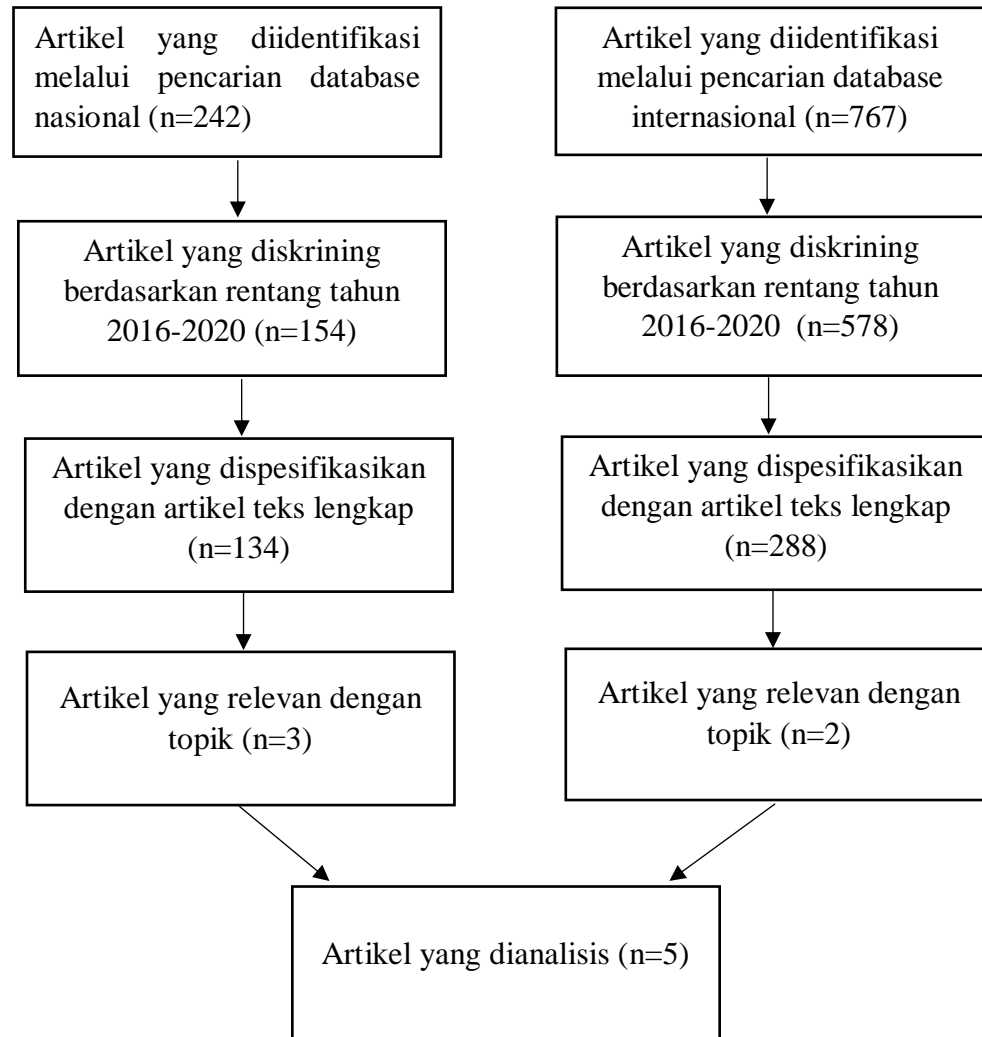 Artikel yang diidentifikasi
melalui pencarian database
nasional (n=242)
Artikel yang diidentifikasi
melalui pencarian database
internasional (n=767)
Artikel yang diskrining
berdasarkan rentang tahun
2016-2020 (n=154)
Artikel yang diskrining
berdasarkan rentang tahun
2016-2020 (n=578)
Artikel yang dispesifikasikan
dengan artikel teks lengkap
(n=134)
Artikel yang dispesifikasikan
dengan artikel teks lengkap
(n=288)
Artikel yang relevan dengan
topik (n=3)
Artikel yang relevan dengan
topik (n=2)
Artikel yang dianalisis (n=5)